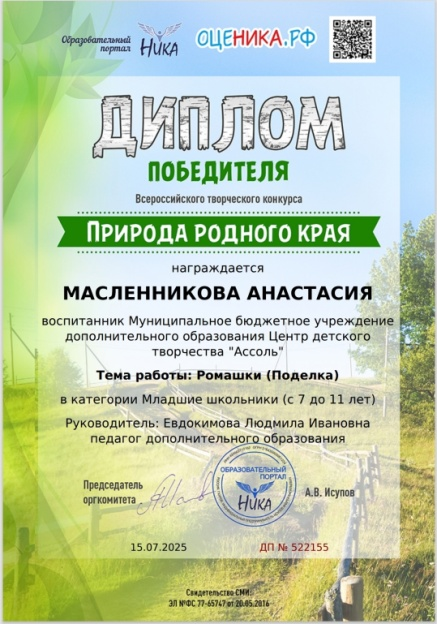 Образовательный
портал
НИКА
ОЦЕНИКА.РФ
ДИПЛОМ
ПОБЕДИТЕЛЯ
Всероссийского творческого конкурса
ПРИРОДА РОДНОГО КРАЯ
награждается
МАСЛЕННИКОВА АНАСТАСИЯ
воспитанник Муниципальное бюджетное учреждение
дополнительного образования Центр детского
творчества "Ассоль"
Тема работы: Ромашки (Поделка)
в категории Младшие школьники (с 7 до 11 лет)
Руководитель: Евдокимова Людмила Ивановна
педагог дополнительного образования
Председатель
оргкомитета
ОБРАЗОВАТЕЛЬНЫЙ
ПОРТАЛ
НИКА
А.В. Исупов
15.07.2025
ДП № 522155
Свидетельство СМИ:
ЭЛ №ФС 77-65747 от 20.05.2016